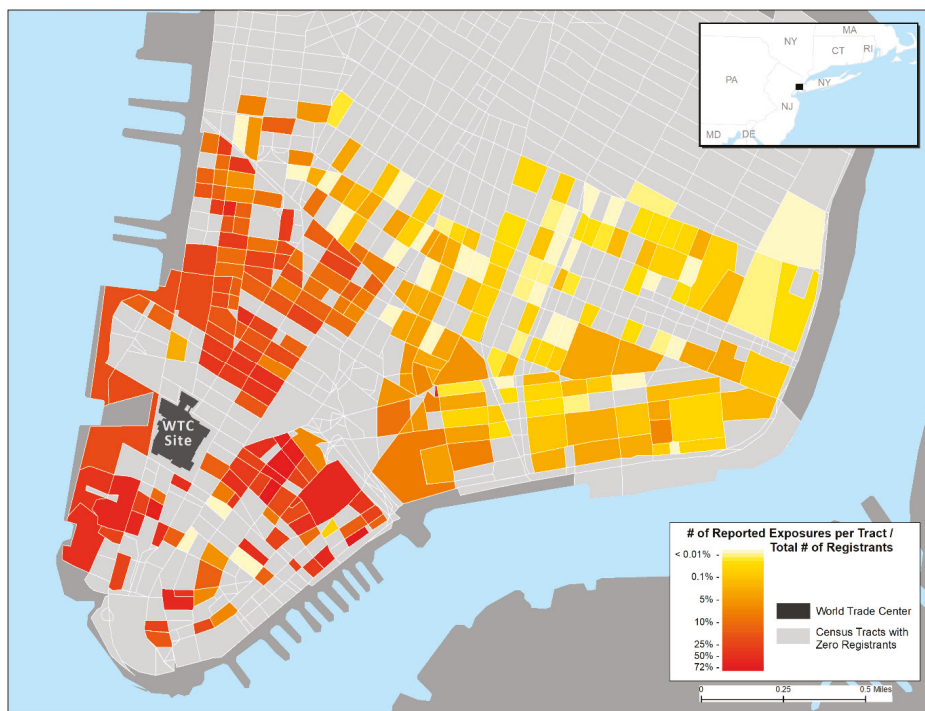 MA
NY
CT
RI
PA
NY
NJ
MD
DE
WTC
Site
# of Reported Exposures per Tract /
Total # of Registrants
< 0.01% -
0.1% -
5% -
10% -
25% -
50% -
72% -
World Trade Center
Census Tracts with
Zero Registrants
0 0.25 0.5 Miles